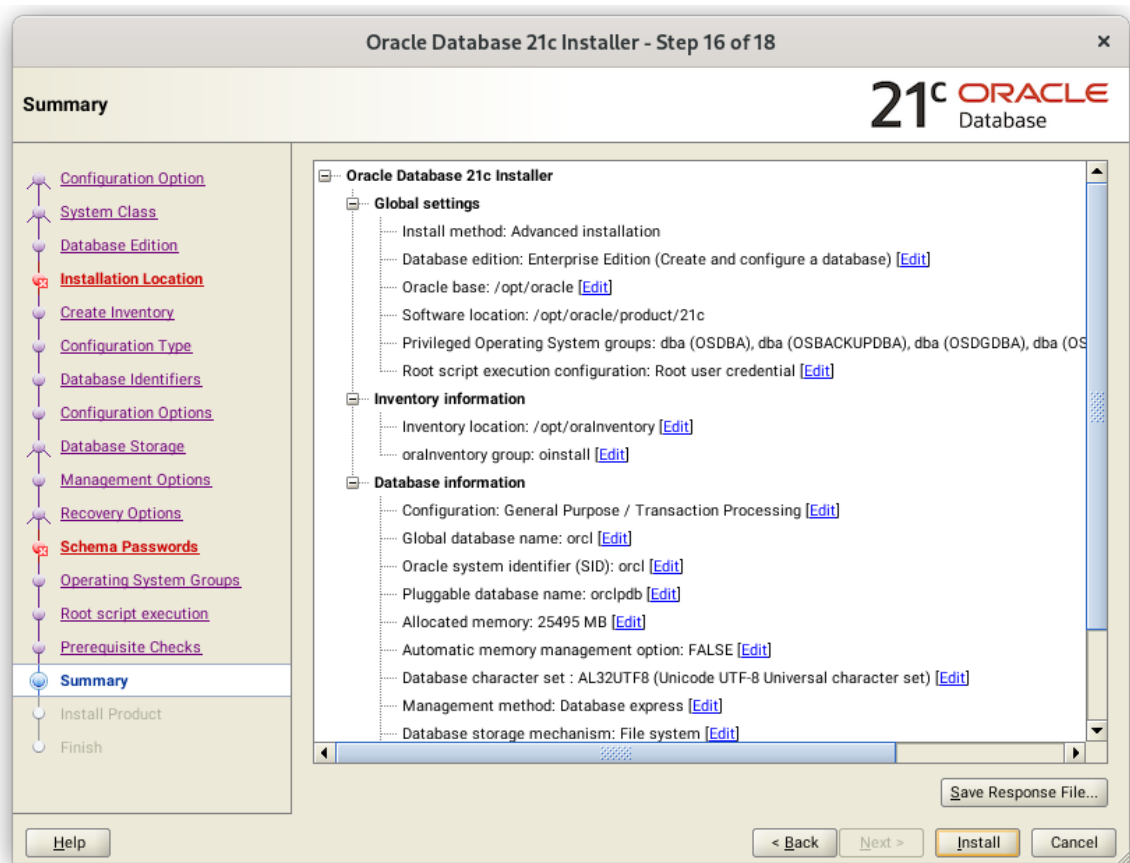 Oracle Database 21c Installer - Step 16 of 18
×
Summary
21c ORACLE
Database
Configuration Option
System Class
Database Edition
Installation Location
Create Inventory
Configuration Type
Database Identifiers
Configuration Options
Database Storage
Management Options
Recovery Options
Schema Passwords
Operating System Groups
Root script execution
Prerequisite Checks
Summary
Install Product
Finish
Oracle Database 21c Installer
Global settings
Install method: Advanced installation
Database edition: Enterprise Edition (Create and configure a database) [Edit]
Oracle base: /opt/oracle [Edit]
Software location: /opt/oracle/product/21c
Privileged Operating System groups: dba (OSDBA), dba (OSBACKUPDBA), dba (OSDGDBA), dba (OS
Root script execution configuration: Root user credential [Edit]
Inventory information
Inventory location: /opt/oraInventory [Edit]
oraInventory group: oinstall [Edit]
Database information
Configuration: General Purpose / Transaction Processing [Edit]
Global database name: orcl [Edit]
Oracle system identifier (SID): orcl [Edit]
Pluggable database name: orclpdb [Edit]
Allocated memory: 25495 MB [Edit]
Automatic memory management option: FALSE [Edit]
Database character set : AL32UTF8 (Unicode UTF-8 Universal character set) [Edit]
Management method: Database express [Edit]
Database storage mechanism: File system [Edit]
Save Response File...
Help
< Back
Next >
Install
Cancel